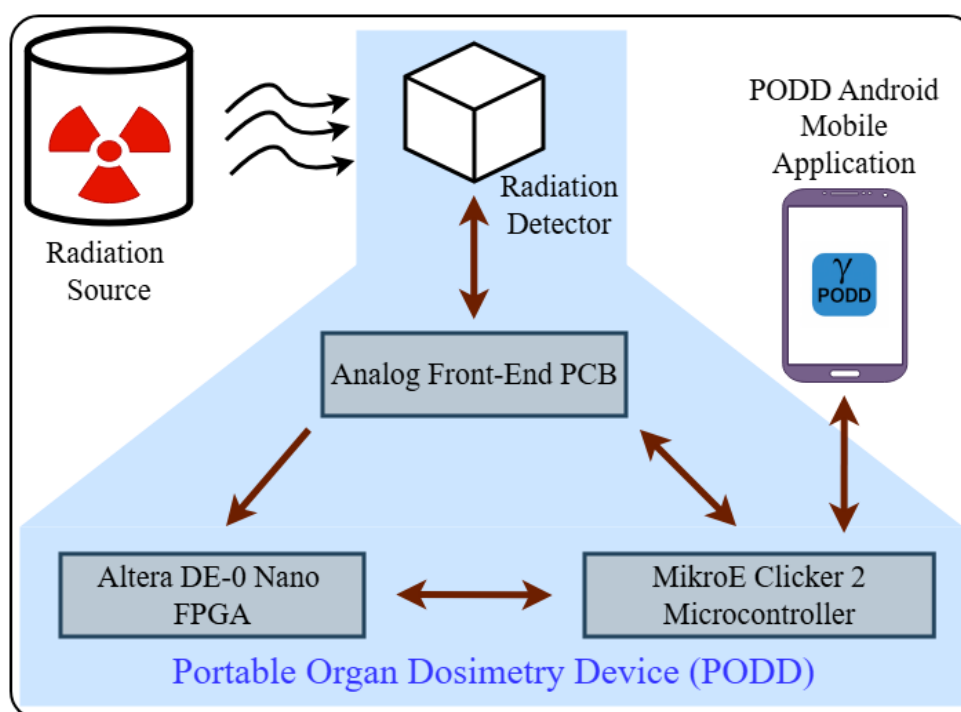 PODD Android
Mobile
Application
Radiation
Detector
Radiation
Source
γ
PODD
Analog Front-End PCB
Altera DE-0 Nano
FPGA
MikroE Clicker 2
Microcontroller
Portable Organ Dosimetry Device (PODD)